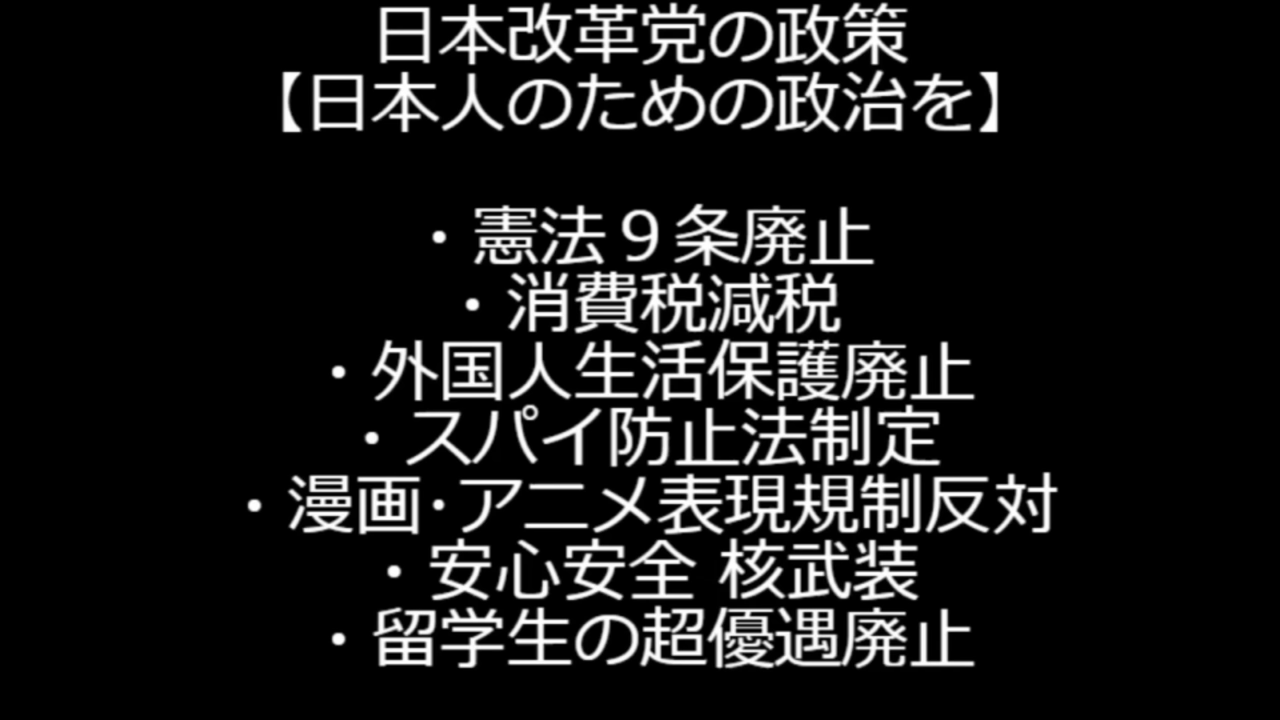 日本改革党の政策
【日本人のための政治を】
・憲法９条廃止
・消費税減税
・外国人生活保護廃止
・スパイ防止法制定
・漫画･アニメ表現規制反対
・安心安全 核武装
・留学生の超優遇廃止